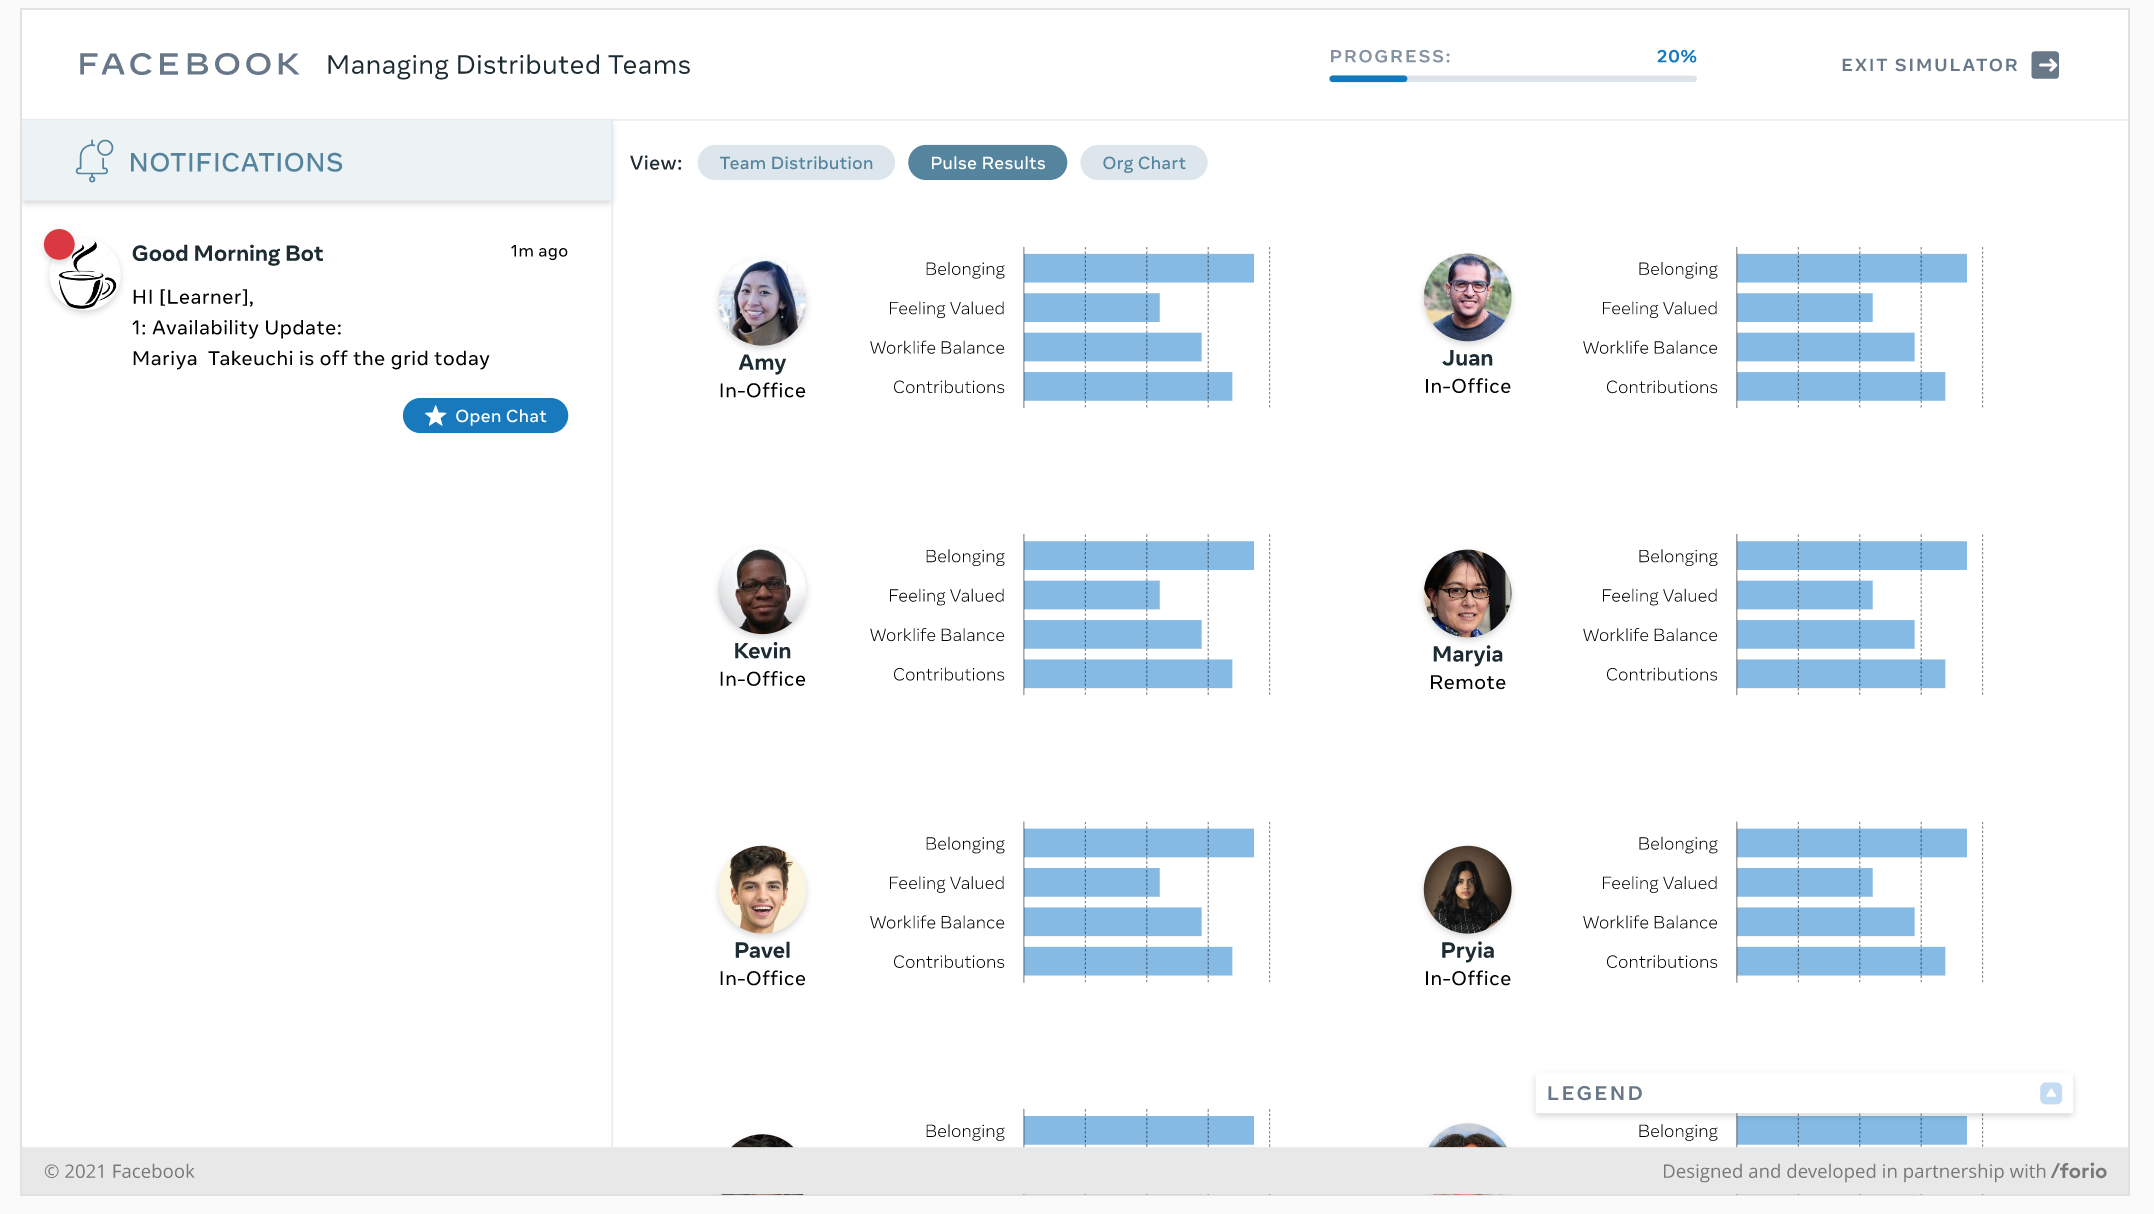 FACEBOOK Managing Distributed Teams
PROGRESS: 20%
EXIT SIMULATOR
NOTIFICATIONS
Good Morning Bot 1m ago
HI [Learner],
1: Availability Update:
Mariya Takeuchi is off the grid today
Open Chat
View: Team Distribution Pulse Results Org Chart
Amy
In-Office
Belonging
Feeling Valued
Worklife Balance
Contributions
Juan
In-Office
Belonging
Feeling Valued
Worklife Balance
Contributions
Kevin
In-Office
Belonging
Feeling Valued
Worklife Balance
Contributions
Maryia
Remote
Belonging
Feeling Valued
Worklife Balance
Contributions
Pavel
In-Office
Belonging
Feeling Valued
Worklife Balance
Contributions
Pryia
In-Office
Belonging
Feeling Valued
Worklife Balance
Contributions
LEGEND
Belonging
Belonging
© 2021 Facebook
Designed and developed in partnership with /forio